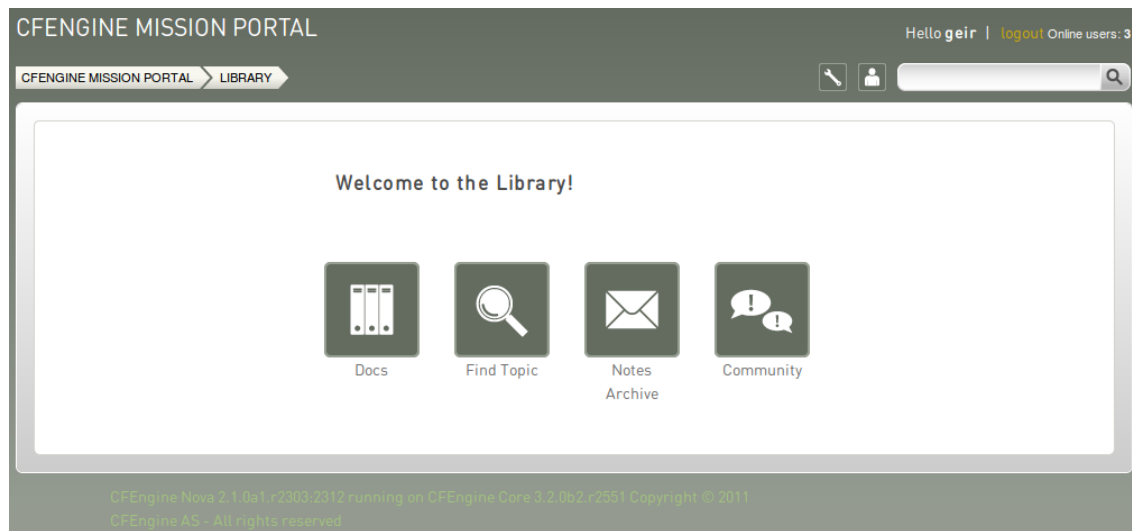 CFENGINE MISSION PORTAL
Hello geir | logout Online users: 3
CFENGINE MISSION PORTAL LIBRARY
Welcome to the Library!
Docs Find Topic Notes Community
Archive
CFEngine Nova 2.1.0a1.r2303:2312 running on CFEngine Core 3.2.0b2.r2551 Copyright © 2011
CFEngine AS - All rights reserved